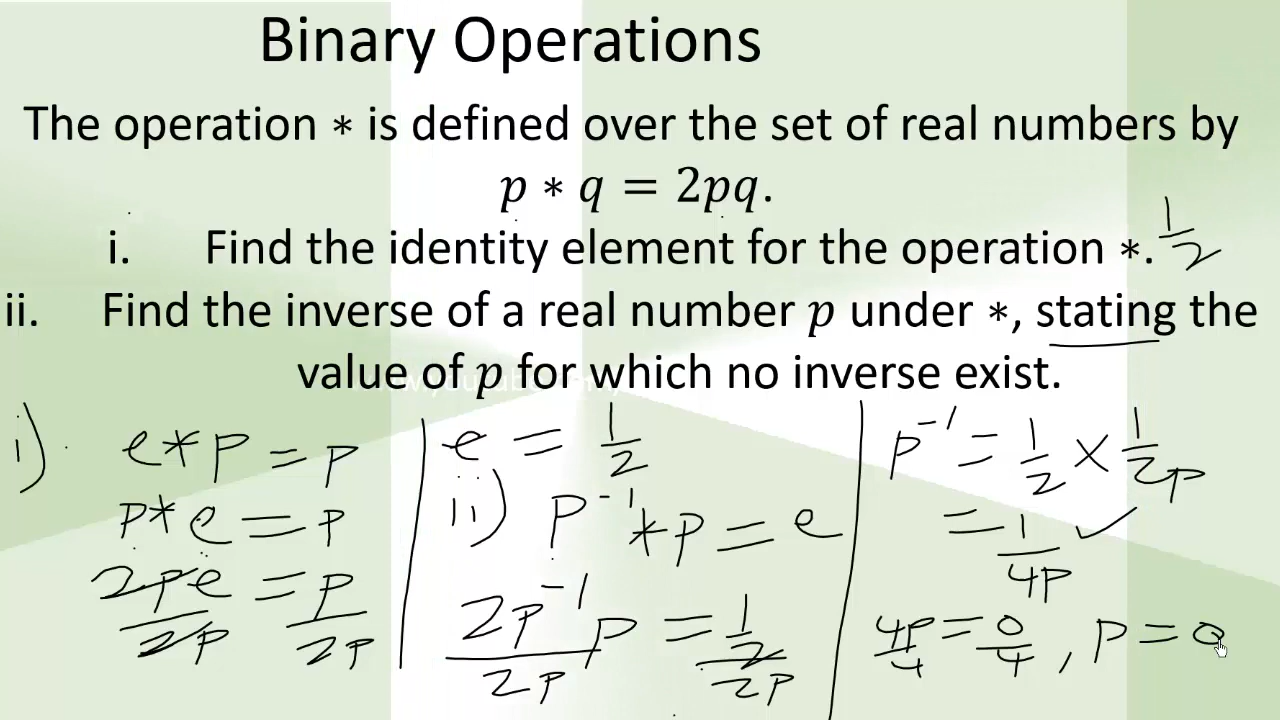 Binary Operations
The operation ∗ is defined over the set of real numbers by
p ∗ q = 2pq.
i. Find the identity element for the operation ∗. 1/2
ii. Find the inverse of a real number p under ∗, stating the
value of p for which no inverse exist.
i) e*p = p
p*e = p
2pe/2p = p/2p
e = 1/2
ii) p⁻¹*p = e
2p⁻¹p/2p = 1/2/2p
p⁻¹ = 1/2 × 1/2p
= 1/4p ✓
4p/4 = 0/4, p = 0